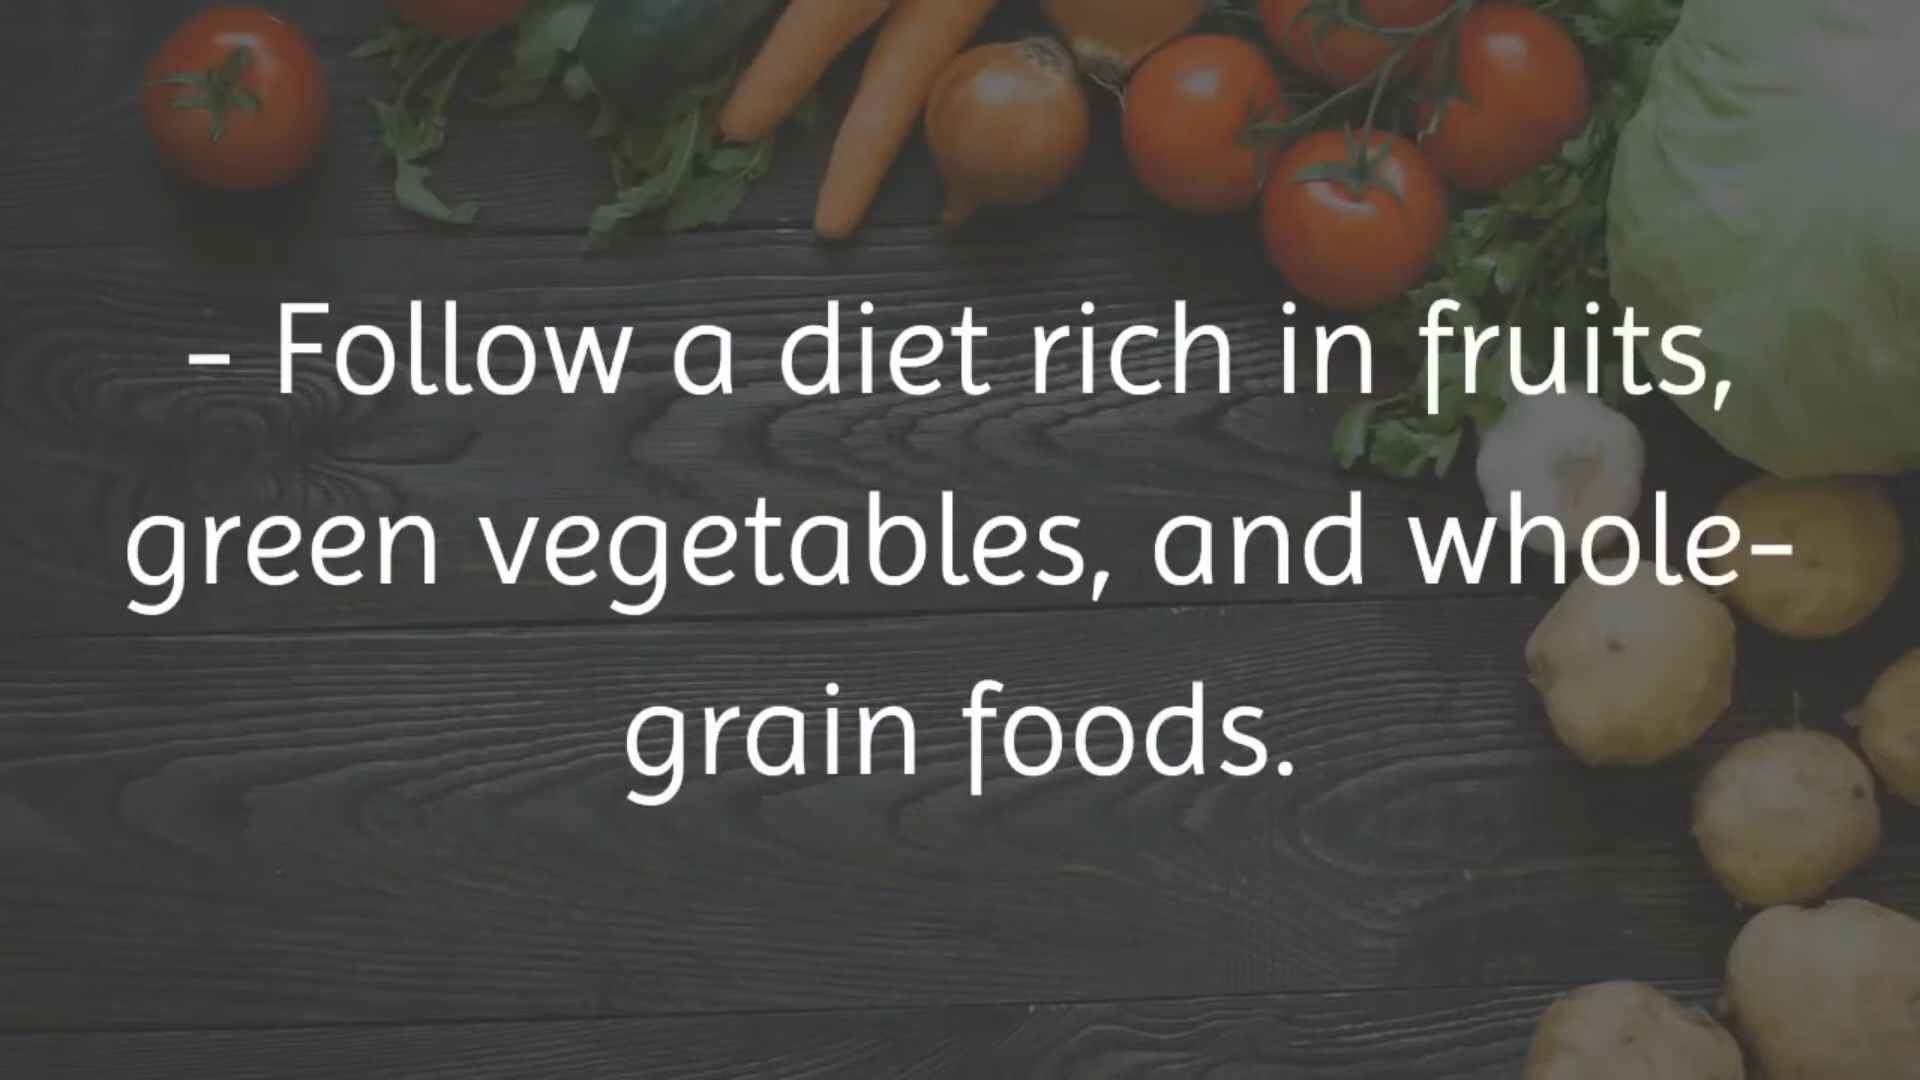 - Follow a diet rich in fruits,
green vegetables, and whole-
grain foods.